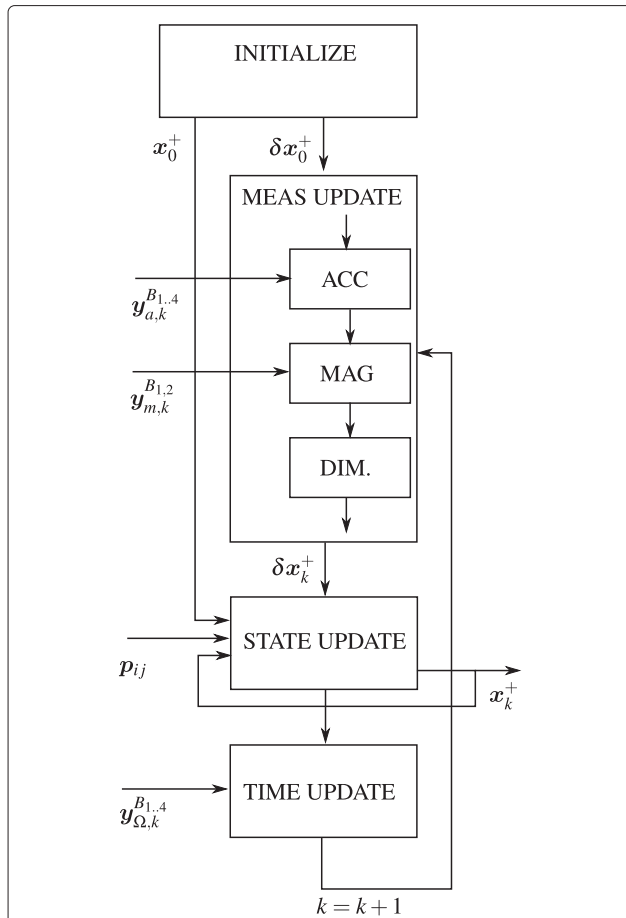 INITIALIZE
x_0^+
δx_0^+
MEAS UPDATE
ACC
y_{a,k}^{B_{1..4}}
MAG
y_{m,k}^{B_{1,2}}
DIM.
δx_k^+
STATE UPDATE
p_{ij}
x_k^+
TIME UPDATE
y_{Ω,k}^{B_{1..4}}
k = k + 1